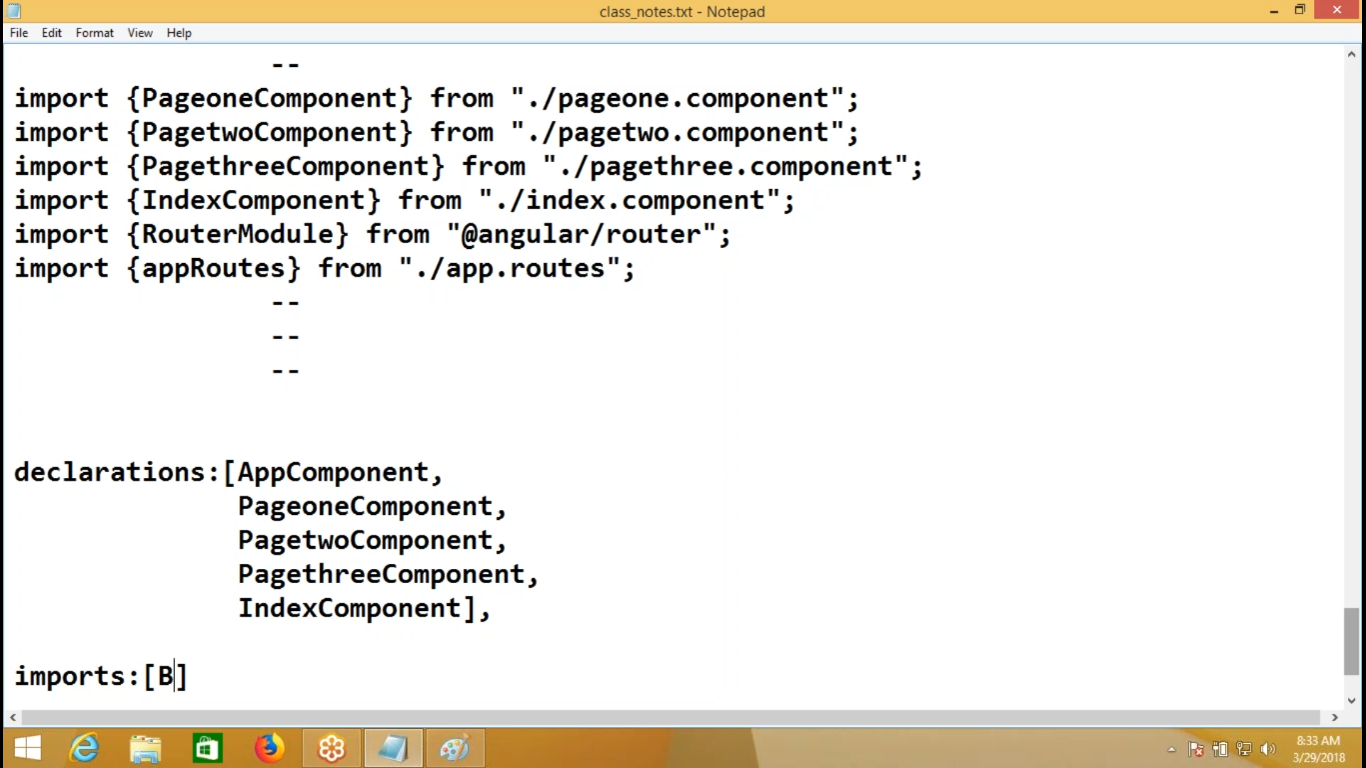 class_notes.txt - Notepad
File Edit Format View Help
--
import {PageoneComponent} from "./pageone.component";
import {PagetwoComponent} from "./pagetwo.component";
import {PagethreeComponent} from "./pagethree.component";
import {IndexComponent} from "./index.component";
import {RouterModule} from "@angular/router";
import {appRoutes} from "./app.routes";
--
--
--
declarations:[AppComponent,
PageoneComponent,
PagetwoComponent,
PagethreeComponent,
IndexComponent],
imports:[B]
8:33 AM
3/29/2018